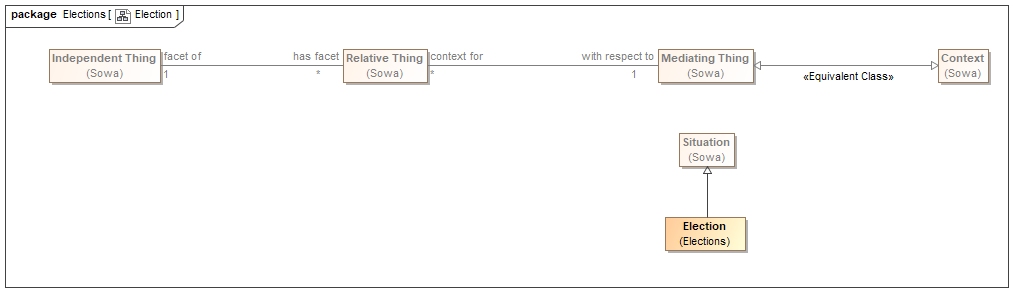 package Elections [ Election ]
Independent Thing
(Sowa)
facet of
1
has facet
*
Relative Thing
(Sowa)
context for
*
with respect to
1
Mediating Thing
(Sowa)
«Equivalent Class»
Context
(Sowa)
Situation
(Sowa)
Election
(Elections)